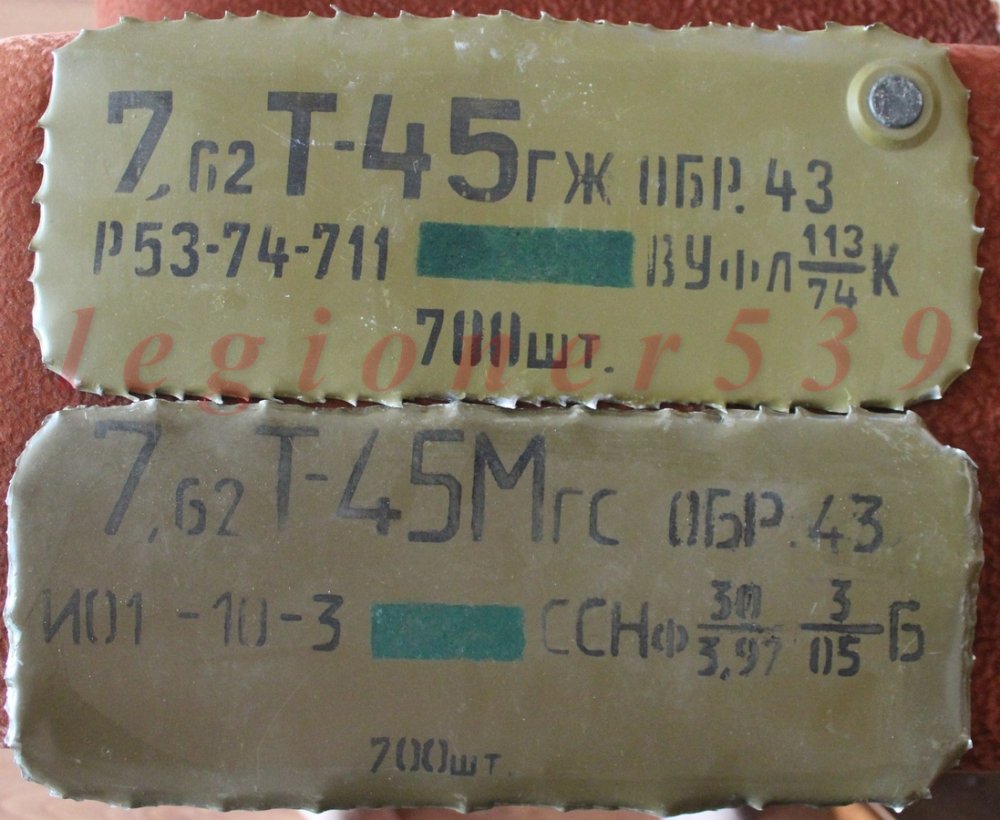 7,62 Т-45 ГЖ ОБР. 43
Р53-74-711 ВУфл 113/74 К
700шт.
legioner539
7,62 Т-45М ГС ОБР. 43
И01-10-3 ССНф 30/3,97 3/05 Б
700шт.